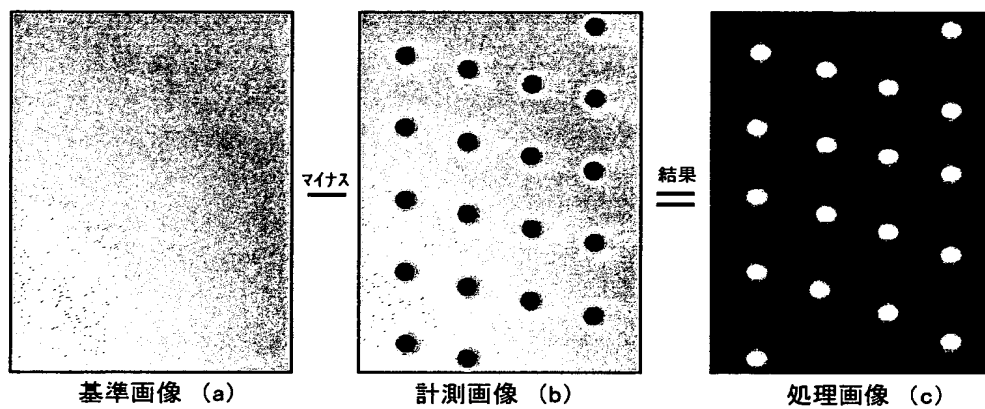 マイナス
結果
基準画像 (a)
計測画像 (b)
処理画像 (c)